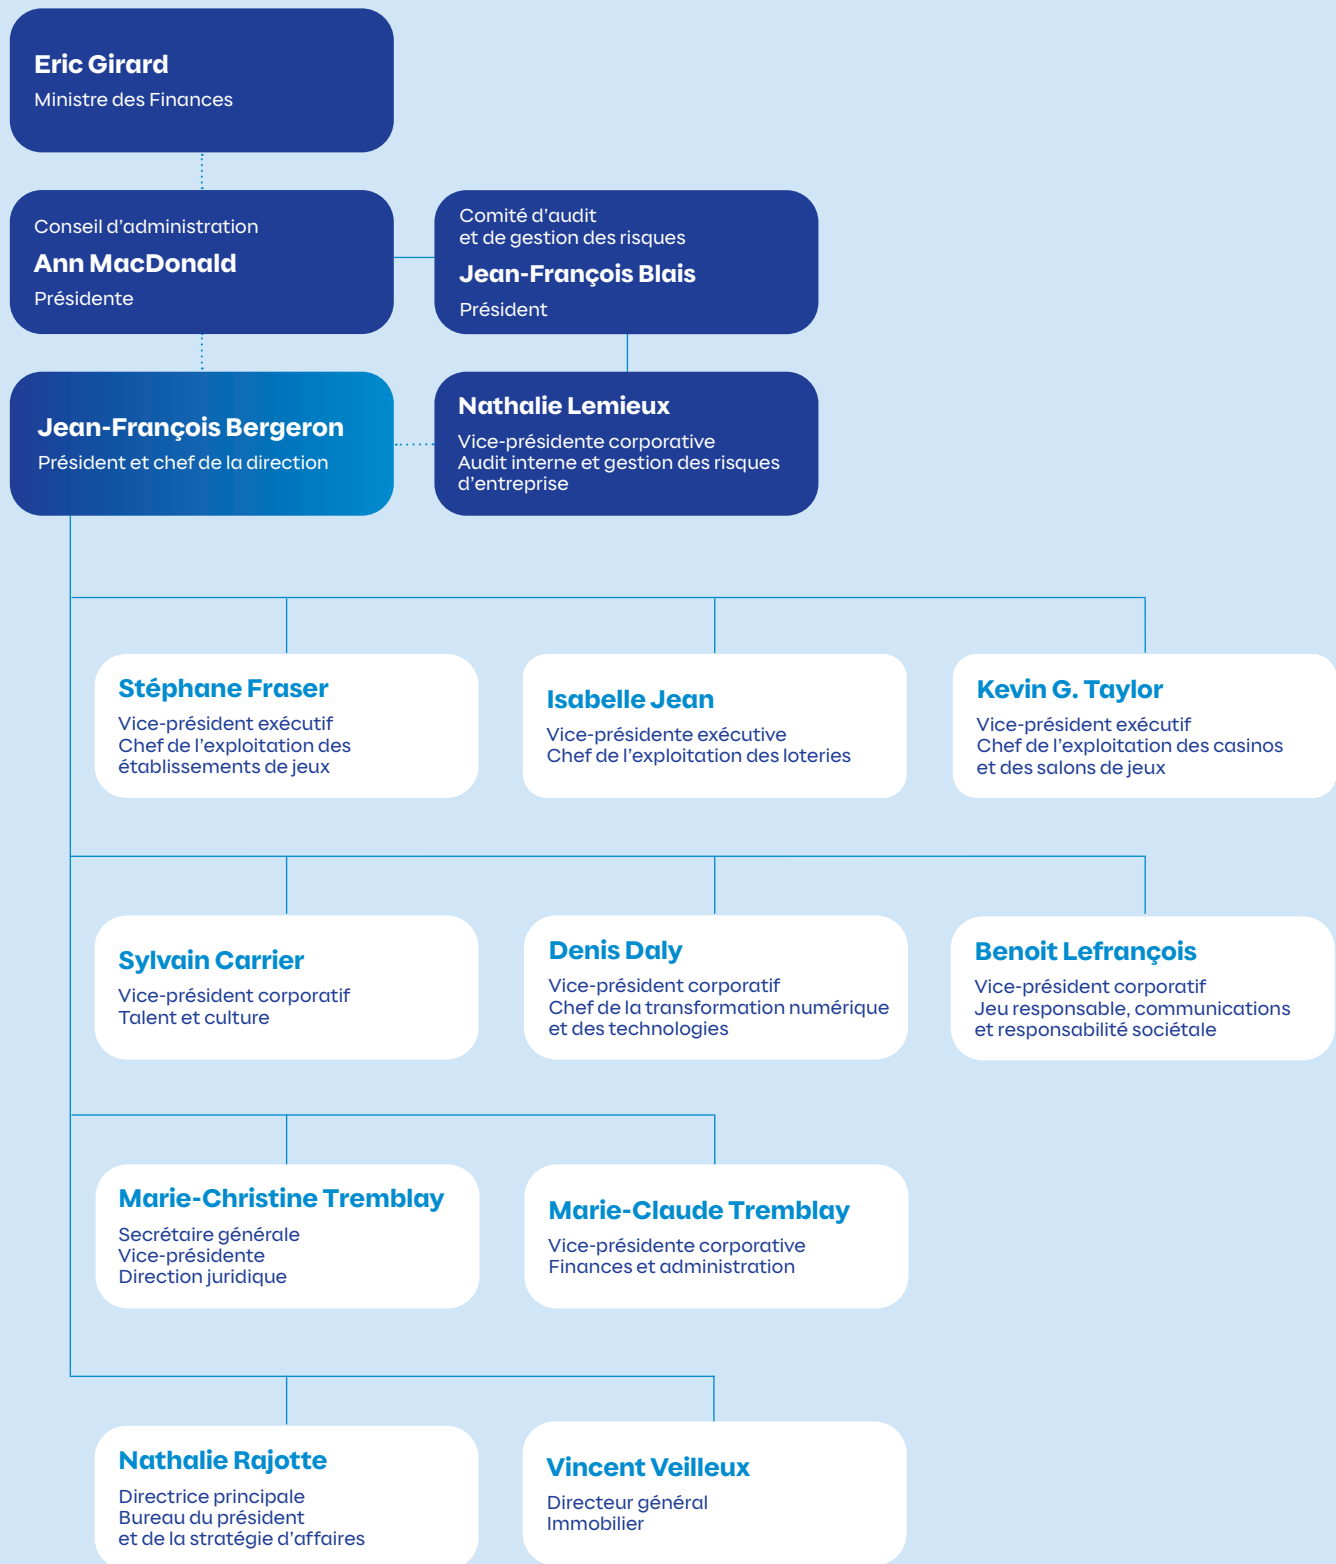 Eric Girard
Ministre des Finances
Conseil d'administration
Ann MacDonald
Présidente
Comité d'audit
et de gestion des risques
Jean-François Blais
Président
Jean-François Bergeron
Président et chef de la direction
Nathalie Lemieux
Vice-présidente corporative
Audit interne et gestion des risques
d'entreprise
Stéphane Fraser
Vice-président exécutif
Chef de l'exploitation des
établissements de jeux
Isabelle Jean
Vice-présidente exécutive
Chef de l'exploitation des loteries
Kevin G. Taylor
Vice-président exécutif
Chef de l'exploitation des casinos
et des salons de jeux
Sylvain Carrier
Vice-président corporatif
Talent et culture
Denis Daly
Vice-président corporatif
Chef de la transformation numérique
et des technologies
Benoit Lefrançois
Vice-président corporatif
Jeu responsable, communications
et responsabilité sociétale
Marie-Christine Tremblay
Secrétaire générale
Vice-présidente
Direction juridique
Marie-Claude Tremblay
Vice-présidente corporative
Finances et administration
Nathalie Rajotte
Directrice principale
Bureau du président
et de la stratégie d'affaires
Vincent Veilleux
Directeur général
Immobilier